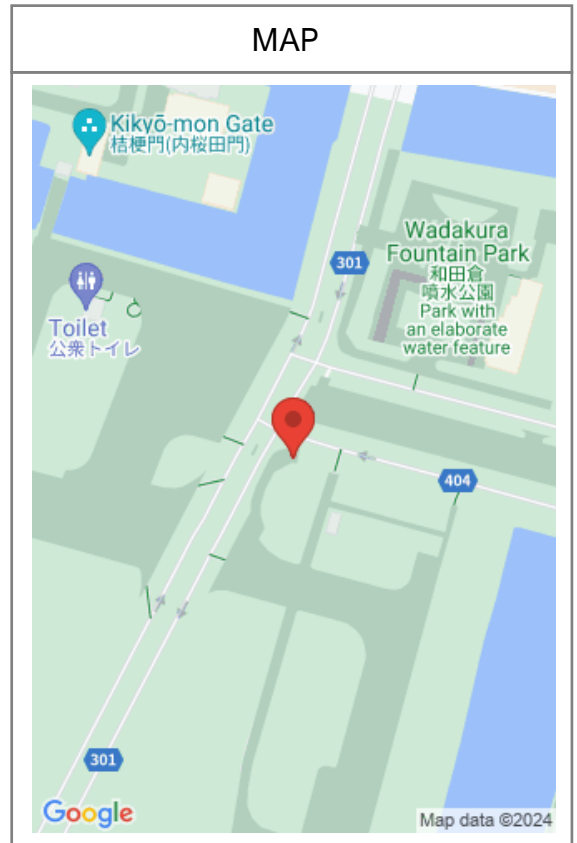 MAP
Kikyō-mon Gate
桔梗門(内桜田門)
Wadakura
Fountain Park
和田倉
噴水公園
Park with
an elaborate
water feature
301
Toilet
公衆トイレ
404
301
Google
Map data ©2024